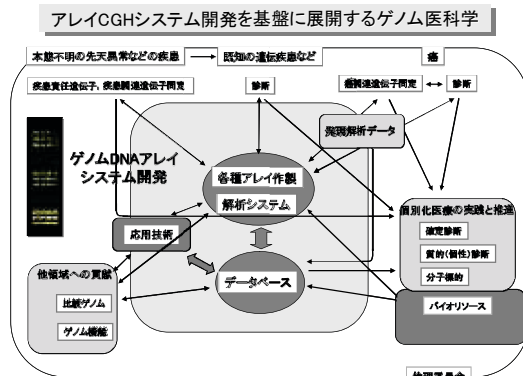 アレイCGHシステム開発を基盤に展開するゲノム医科学
本態不明の先天異常などの疾患
既知の遺伝疾患など
癌
疾患責任遺伝子, 疾患関連遺伝子同定
診断
癌関連遺伝子同定
診断
発現解析データ
ゲノムDNAアレイ
システム開発
各種アレイ作製
解析システム
個別化医療の実践と推進
確定診断
質的(個性)診断
分子標的
応用技術
他領域への貢献
データベース
比較ゲノム
ゲノム機能
バイオリソース
倫理委員会